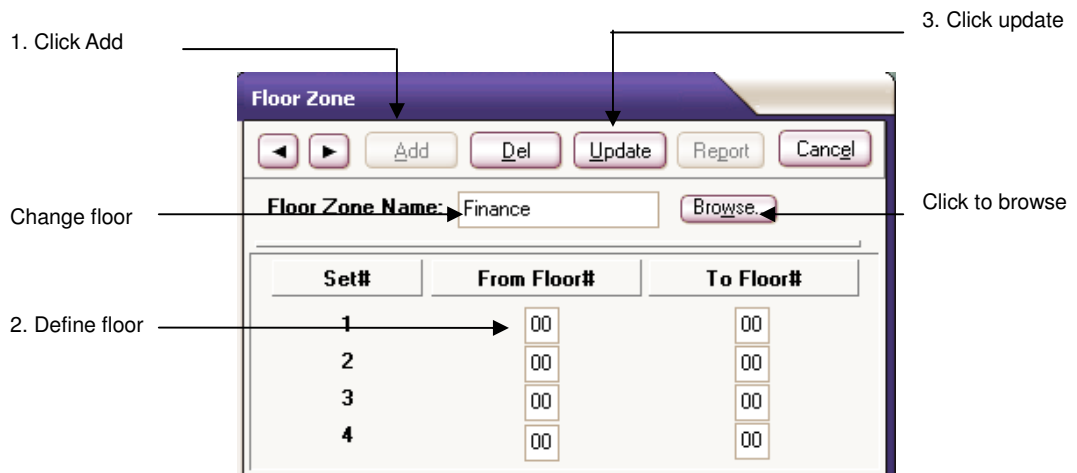 3. Click update
1. Click Add
Floor Zone
Add Del Update Report Cancel
Change floor
Floor Zone Name: Finance Browse..
Click to browse
Set# From Floor# To Floor#
2. Define floor
1 00 00
2 00 00
3 00 00
4 00 00